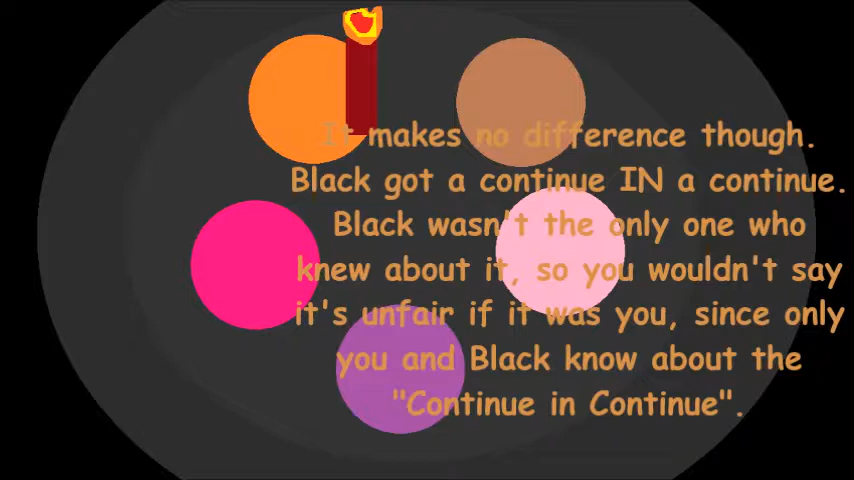 It makes no difference though.
Black got a continue IN a continue.
Black wasn't the only one who
knew about it, so you wouldn't say
it's unfair if it was you, since only
you and Black know about the
"Continue in Continue".